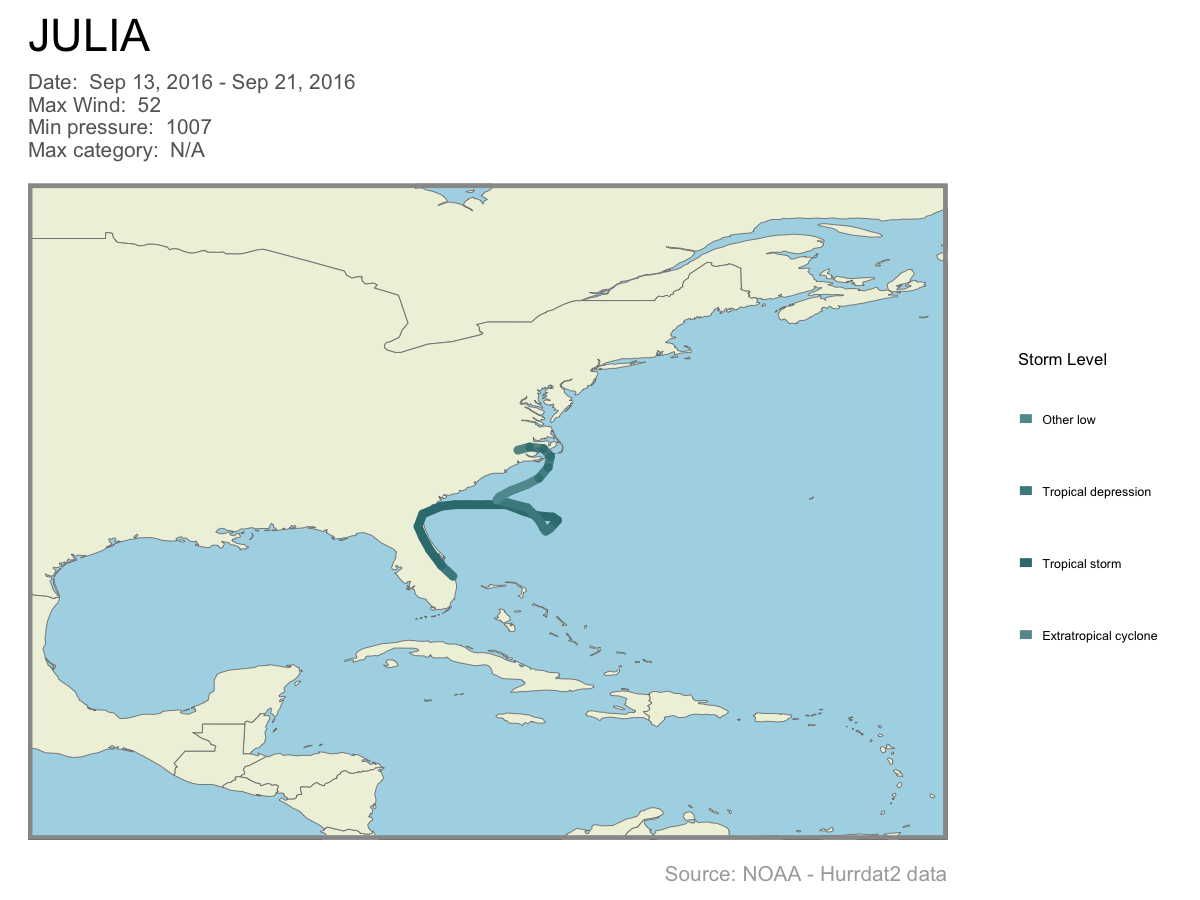 JULIA
Date:  Sep 13, 2016 - Sep 21, 2016
Max Wind:  52
Min pressure:  1007
Max category:  N/A
Storm Level
Other low
Tropical depression
Tropical storm
Extratropical cyclone
Source: NOAA - Hurrdat2 data